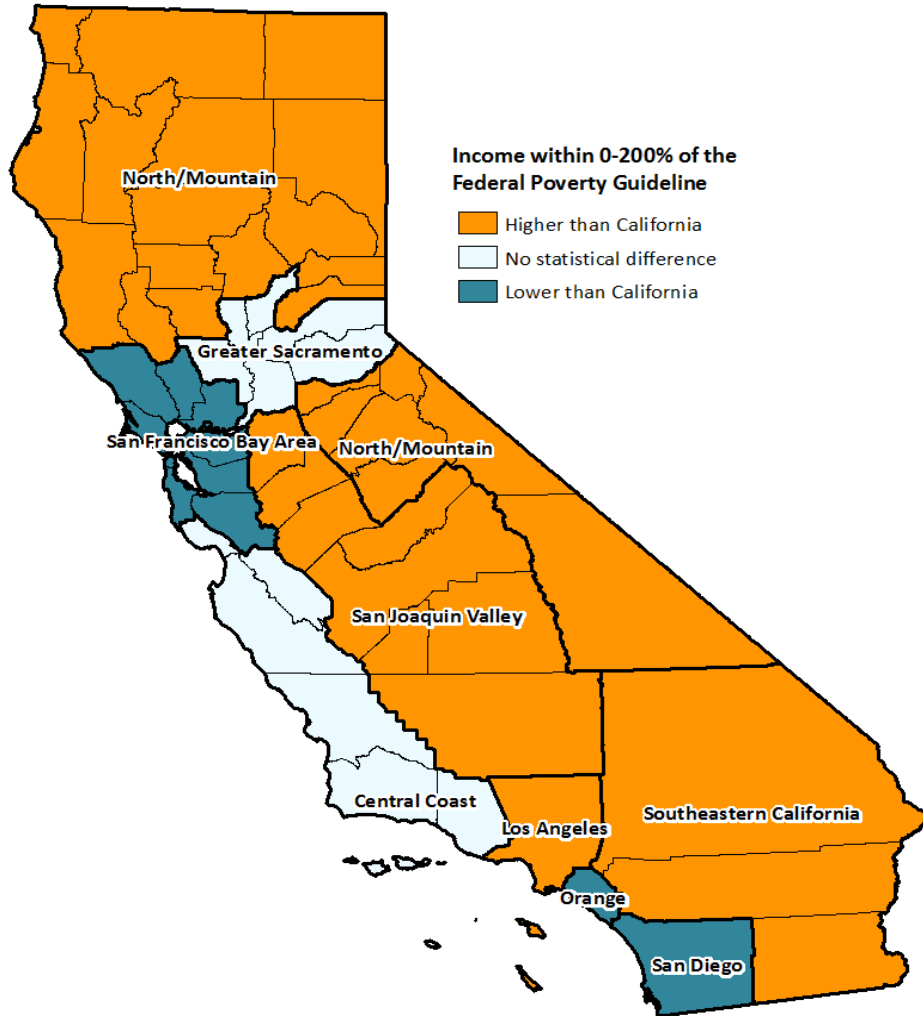 Income within 0-200% of the
Federal Poverty Guideline
Higher than California
No statistical difference
Lower than California
North/Mountain
Greater Sacramento
San Francisco Bay Area
North/Mountain
San Joaquin Valley
Central Coast
Los Angeles
Southeastern California
Orange
San Diego